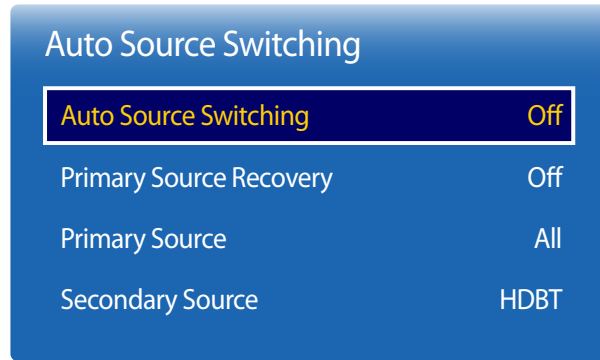 Auto Source Switching
Auto Source Switching Off
Primary Source Recovery Off
Primary Source All
Secondary Source HDBT